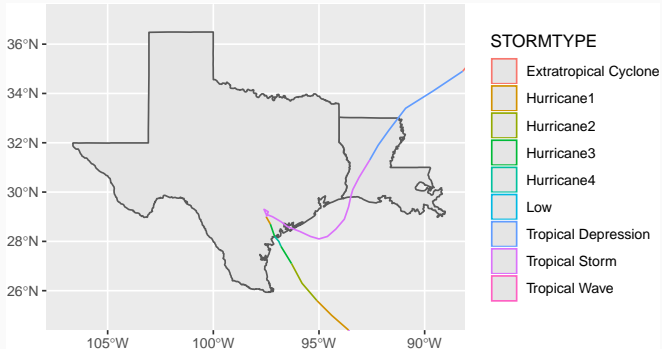 36°N
34°N
32°N
30°N
28°N
26°N
105°W
100°W
95°W
90°W
STORMTYPE
Extratropical Cyclone
Hurricane1
Hurricane2
Hurricane3
Hurricane4
Low
Tropical Depression
Tropical Storm
Tropical Wave